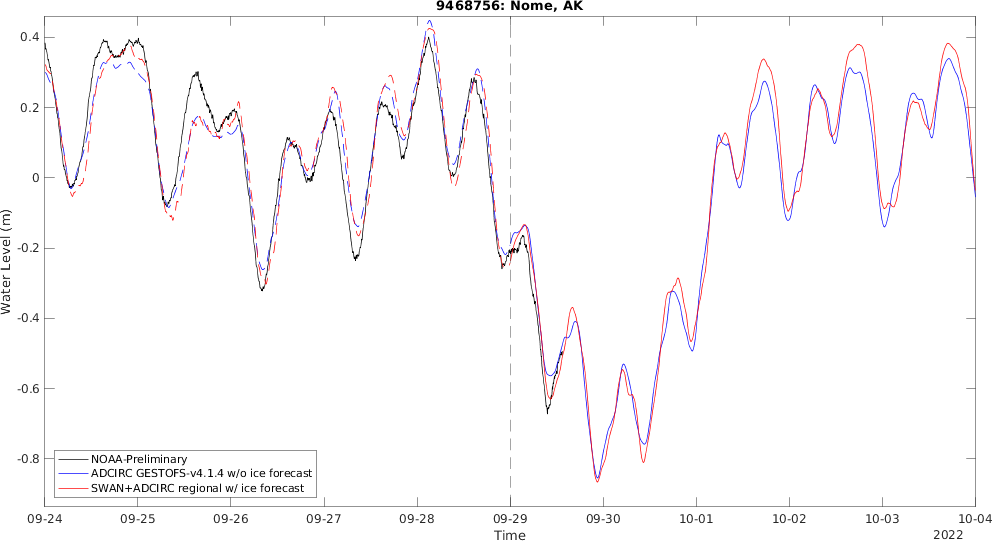 9468756: Nome, AK
0.4
0.2
0
-0.2
-0.4
-0.6
-0.8
Water Level (m)
NOAA-Preliminary
ADCIRC GESTOFS-v4.1.4 w/o ice forecast
SWAN+ADCIRC regional w/ ice forecast
09-24 09-25 09-26 09-27 09-28 09-29 09-30 10-01 10-02 10-03 10-04
Time
2022